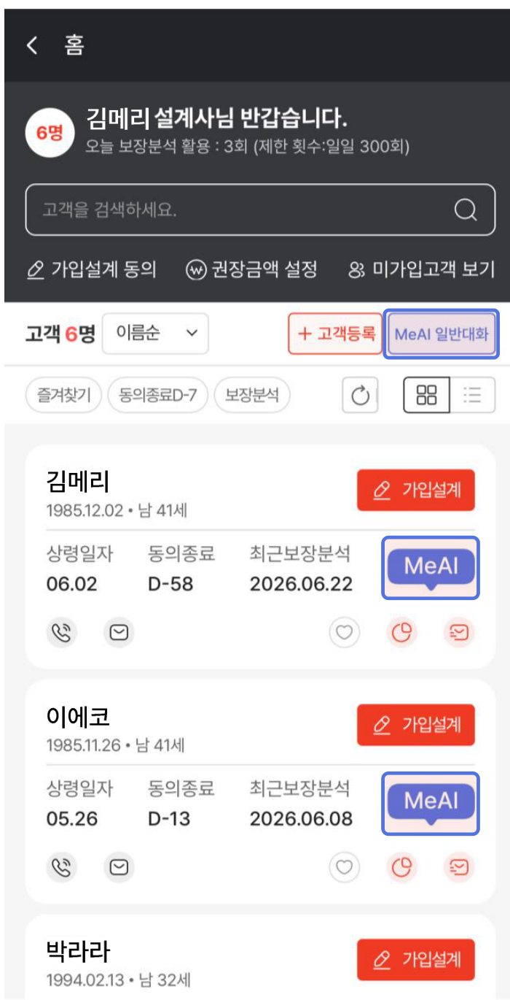 홈
6명
김메리 설계사님 반갑습니다.
오늘 보장분석 활용 : 3회 (제한 횟수:일일 300회)
고객을 검색하세요.
가입설계 동의 권장금액 설정 미가입고객 보기
고객 6명 이름순 + 고객등록 MeAI 일반대화
즐겨찾기 동의종료D-7 보장분석
김메리 가입설계
1985.12.02 • 남 41세
상령일자 동의종료 최근보장분석 MeAI
06.02 D-58 2026.06.22
이에코 가입설계
1985.11.26 • 남 41세
상령일자 동의종료 최근보장분석 MeAI
05.26 D-13 2026.06.08
박라라 가입설계
1994.02.13 • 남 32세